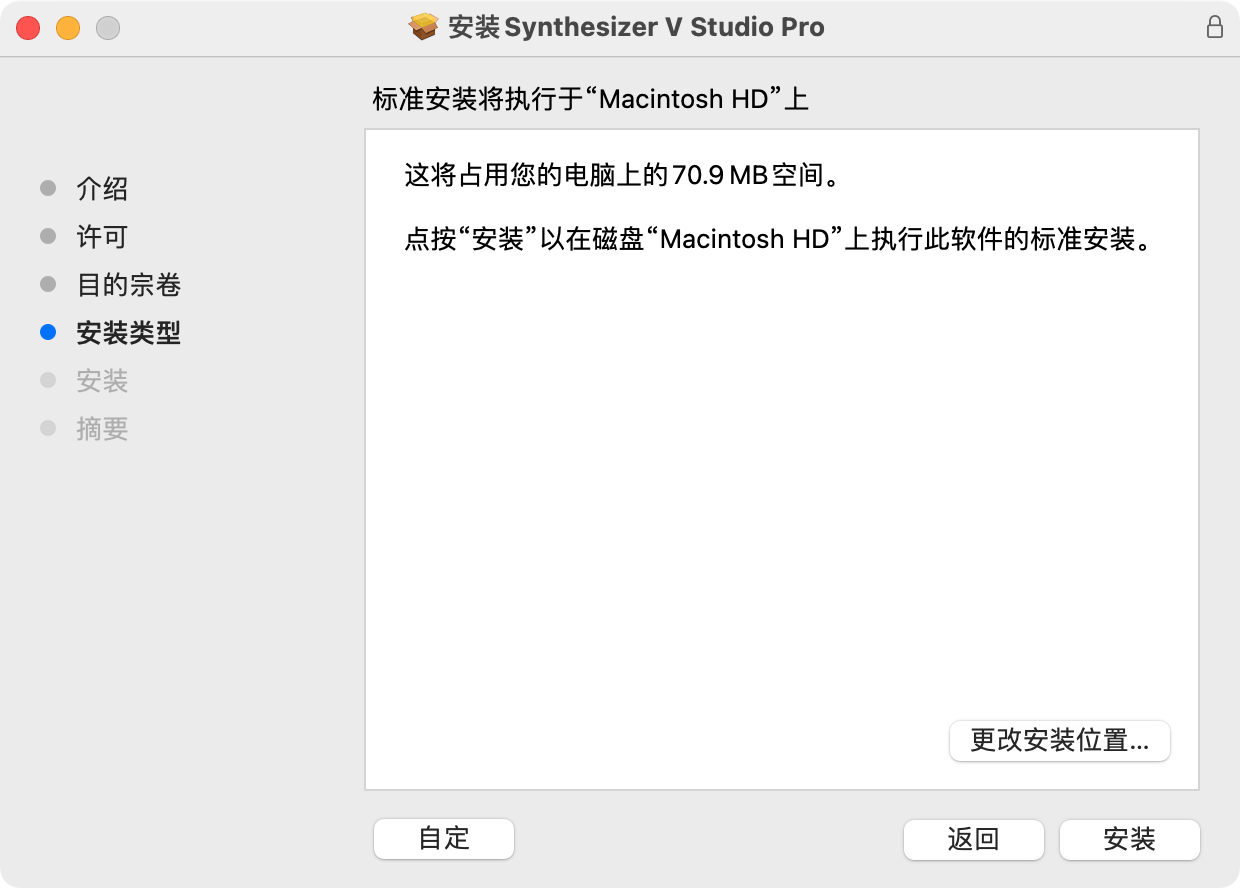 安装 Synthesizer V Studio Pro
标准安装将执行于“Macintosh HD”上
介绍
许可
目的宗卷
安装类型
安装
摘要
这将占用您的电脑上的 70.9 MB 空间。
点按“安装”以在磁盘“Macintosh HD”上执行此软件的标准安装。
更改安装位置...
自定
返回
安装